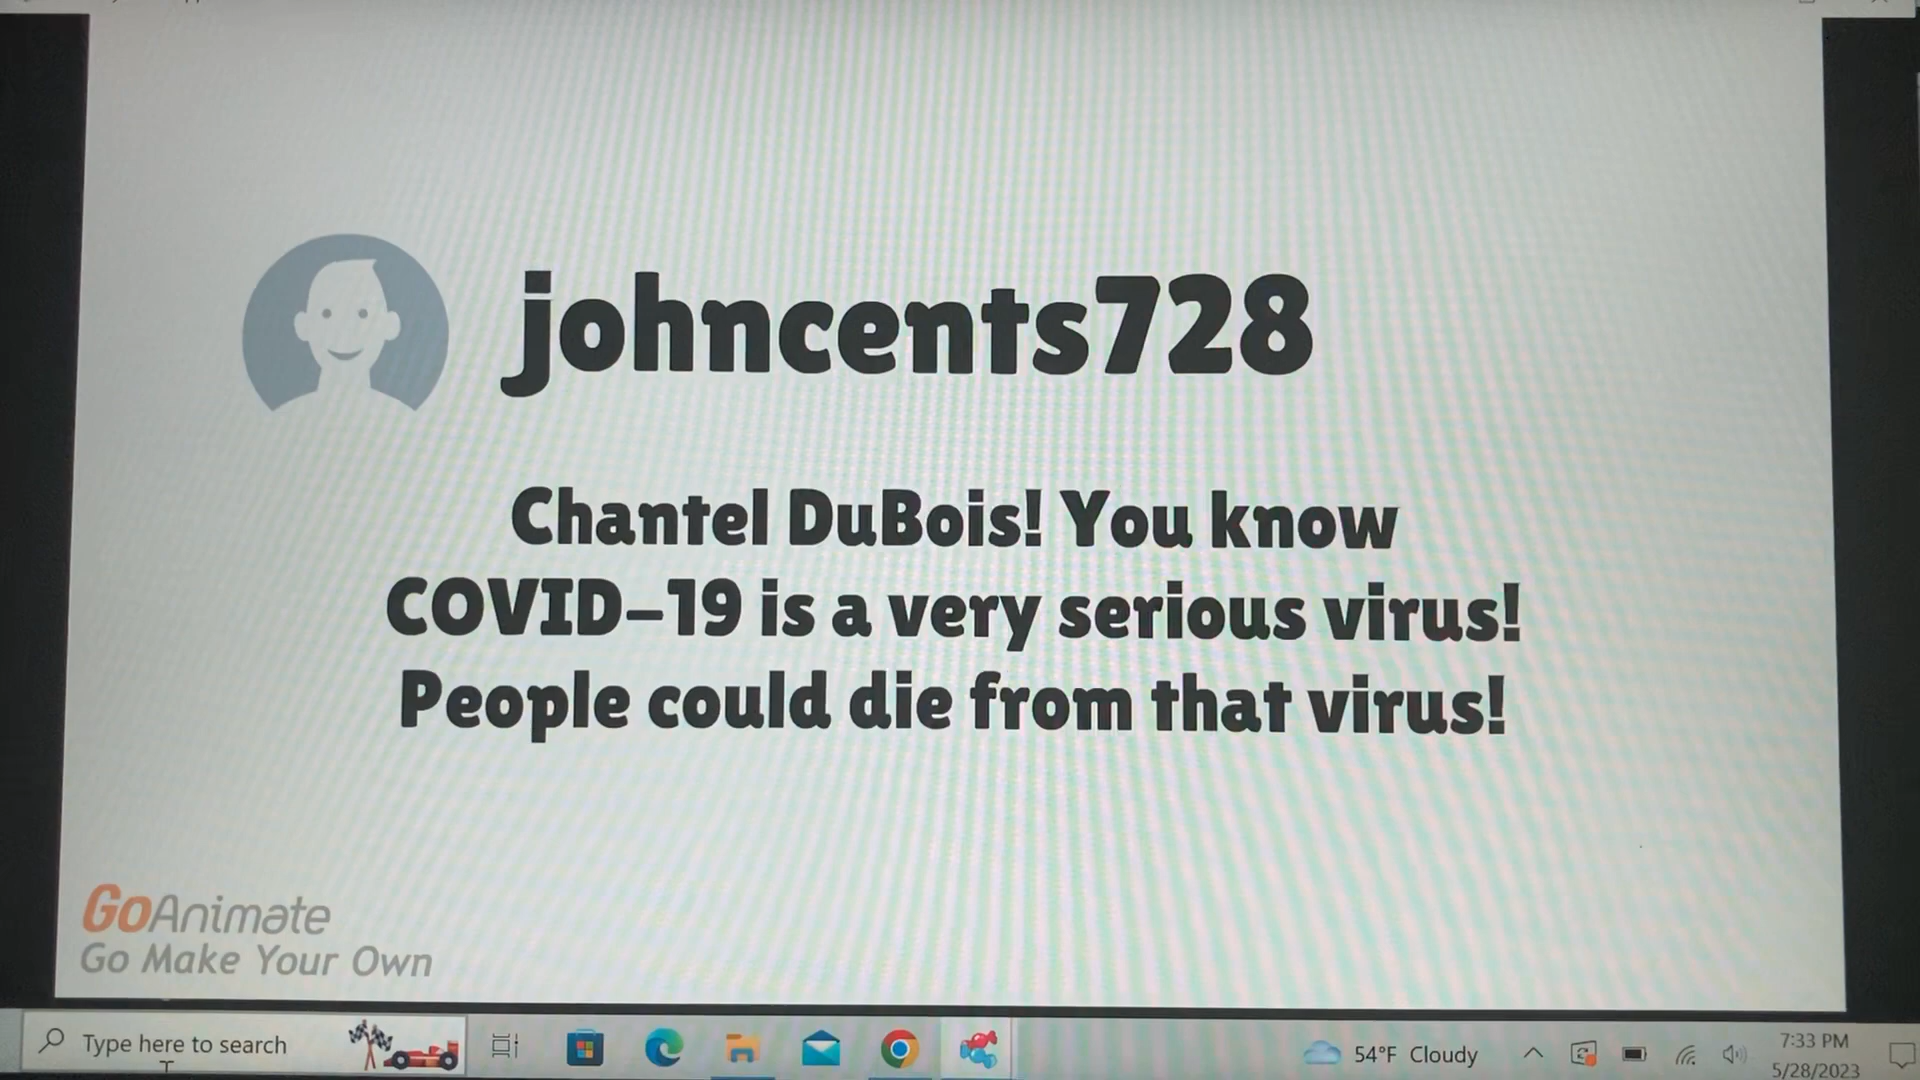 johncents728
Chantel DuBois! You know
COVID-19 is a very serious virus!
People could die from that virus!
GoAnimate
Go Make Your Own
Type here to search
54°F Cloudy
7:33 PM
5/28/2023